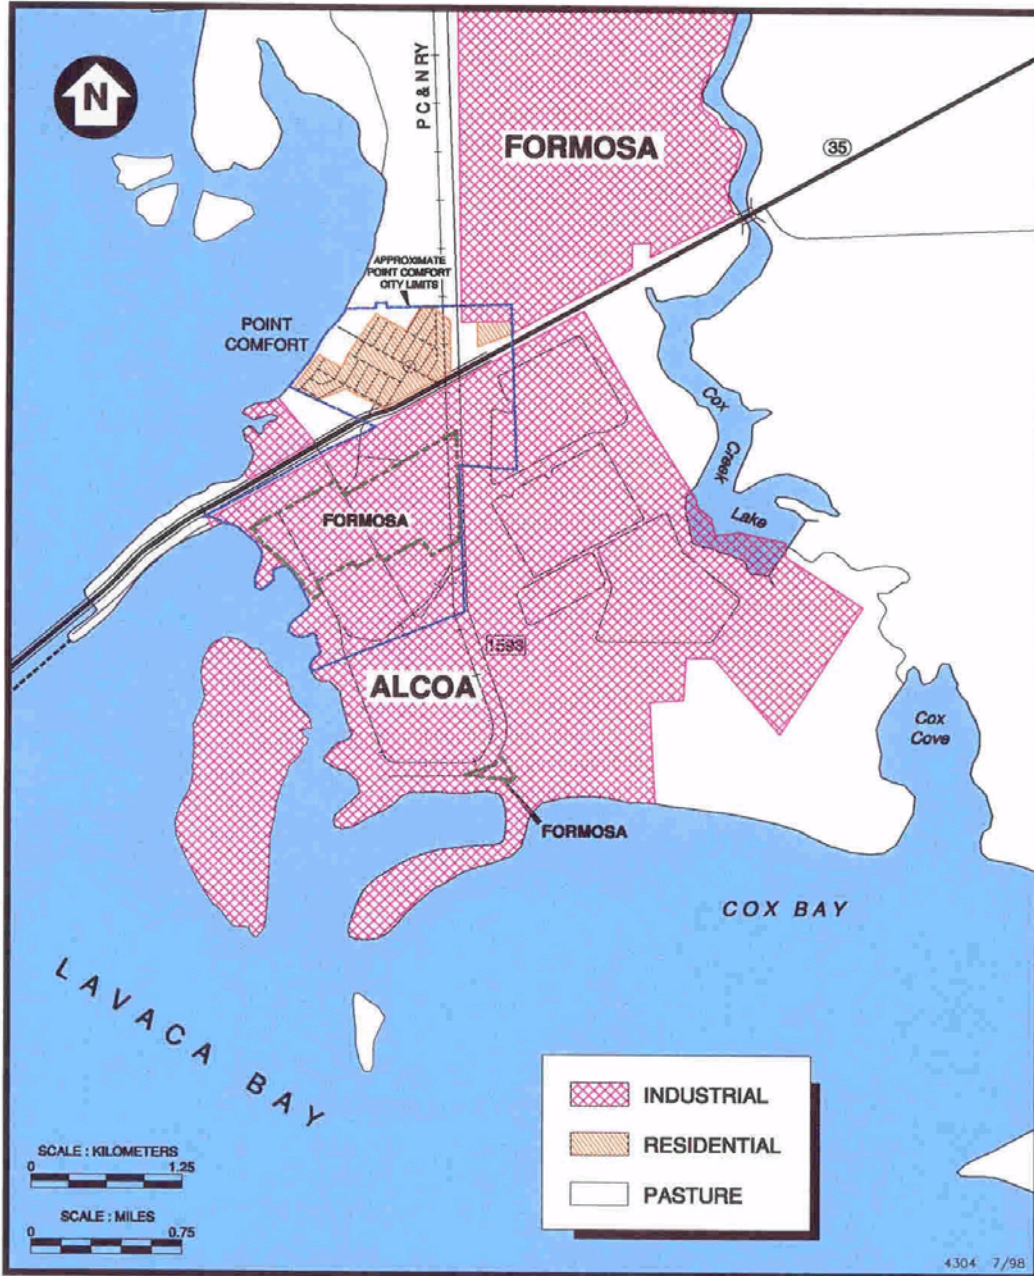 N
PC&NRY
FORMOSA
35
APPROXIMATE
POINT COMFORT
CITY LIMITS
POINT
COMFORT
Cox
Creek
Lake
FORMOSA
1593
ALCOA
Cox
Cove
FORMOSA
COX BAY
LAVACA BAY
INDUSTRIAL
RESIDENTIAL
PASTURE
SCALE : KILOMETERS
0 1.25
SCALE : MILES
0 0.75
4304 7/98